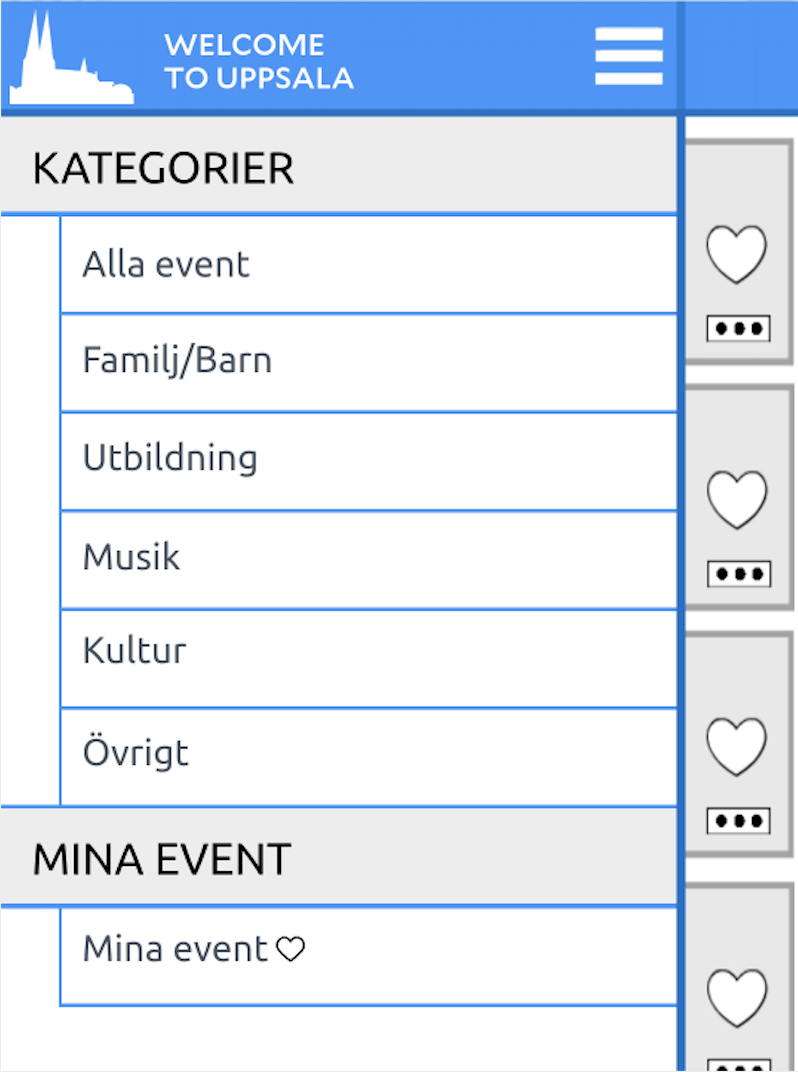 WELCOME
TO UPPSALA
KATEGORIER
Alla event
Familj/Barn
Utbildning
Musik
Kultur
Övrigt
MINA EVENT
Mina event